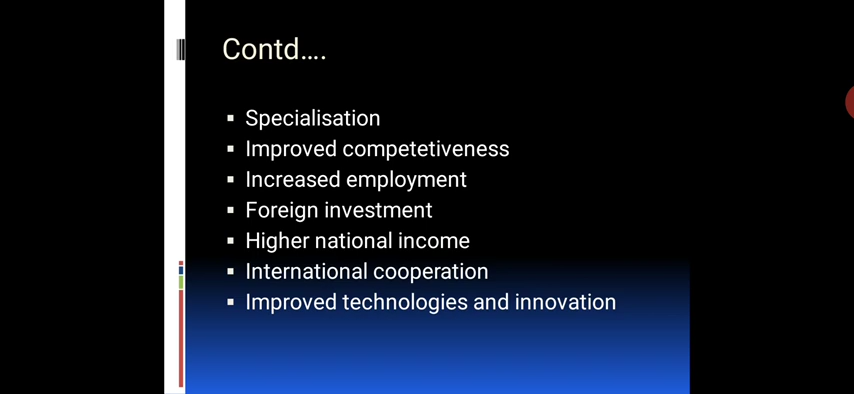 Contd....
▪ Specialisation
▪ Improved competetiveness
▪ Increased employment
▪ Foreign investment
▪ Higher national income
▪ International cooperation
▪ Improved technologies and innovation